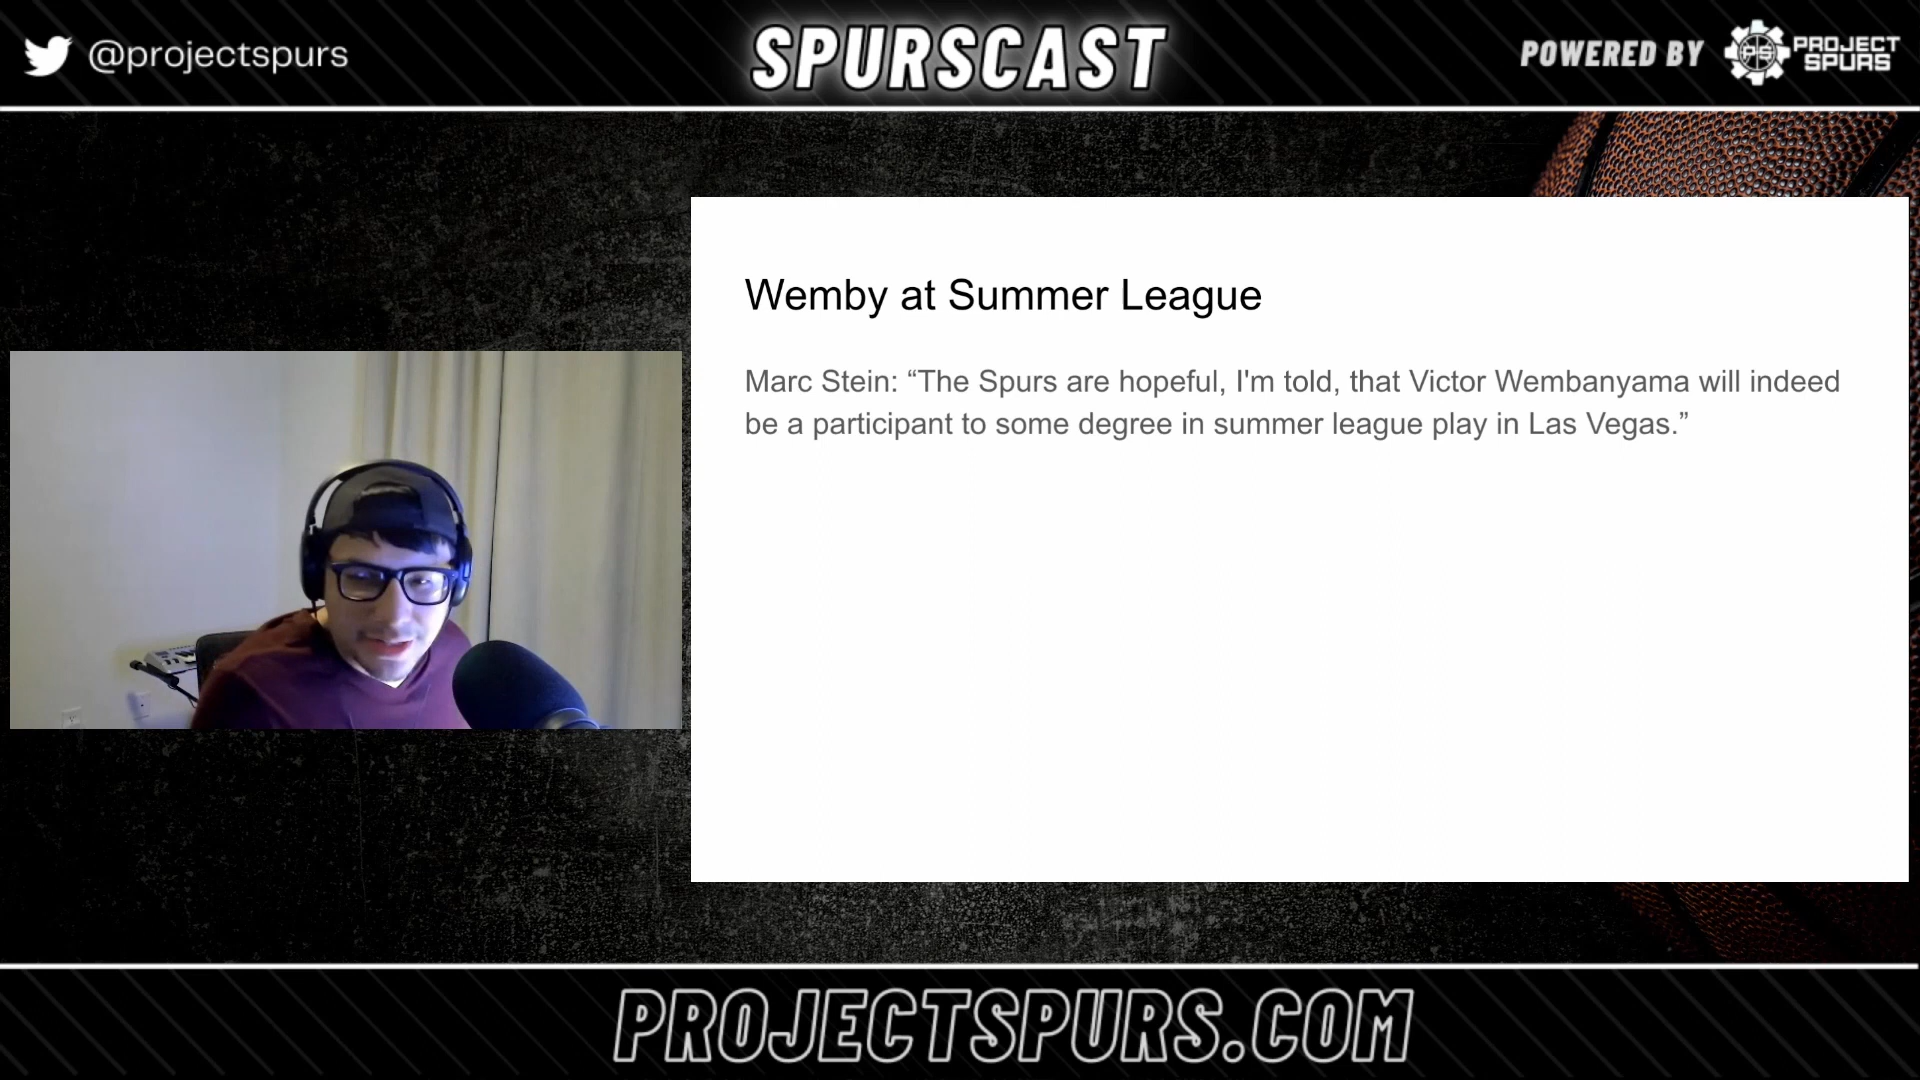 @projectspurs
SPURSCAST
POWERED BY
PS
PROJECT
SPURS
Wemby at Summer League
Marc Stein: “The Spurs are hopeful, I'm told, that Victor Wembanyama will indeed
be a participant to some degree in summer league play in Las Vegas.”
PROJECTSPURS.COM